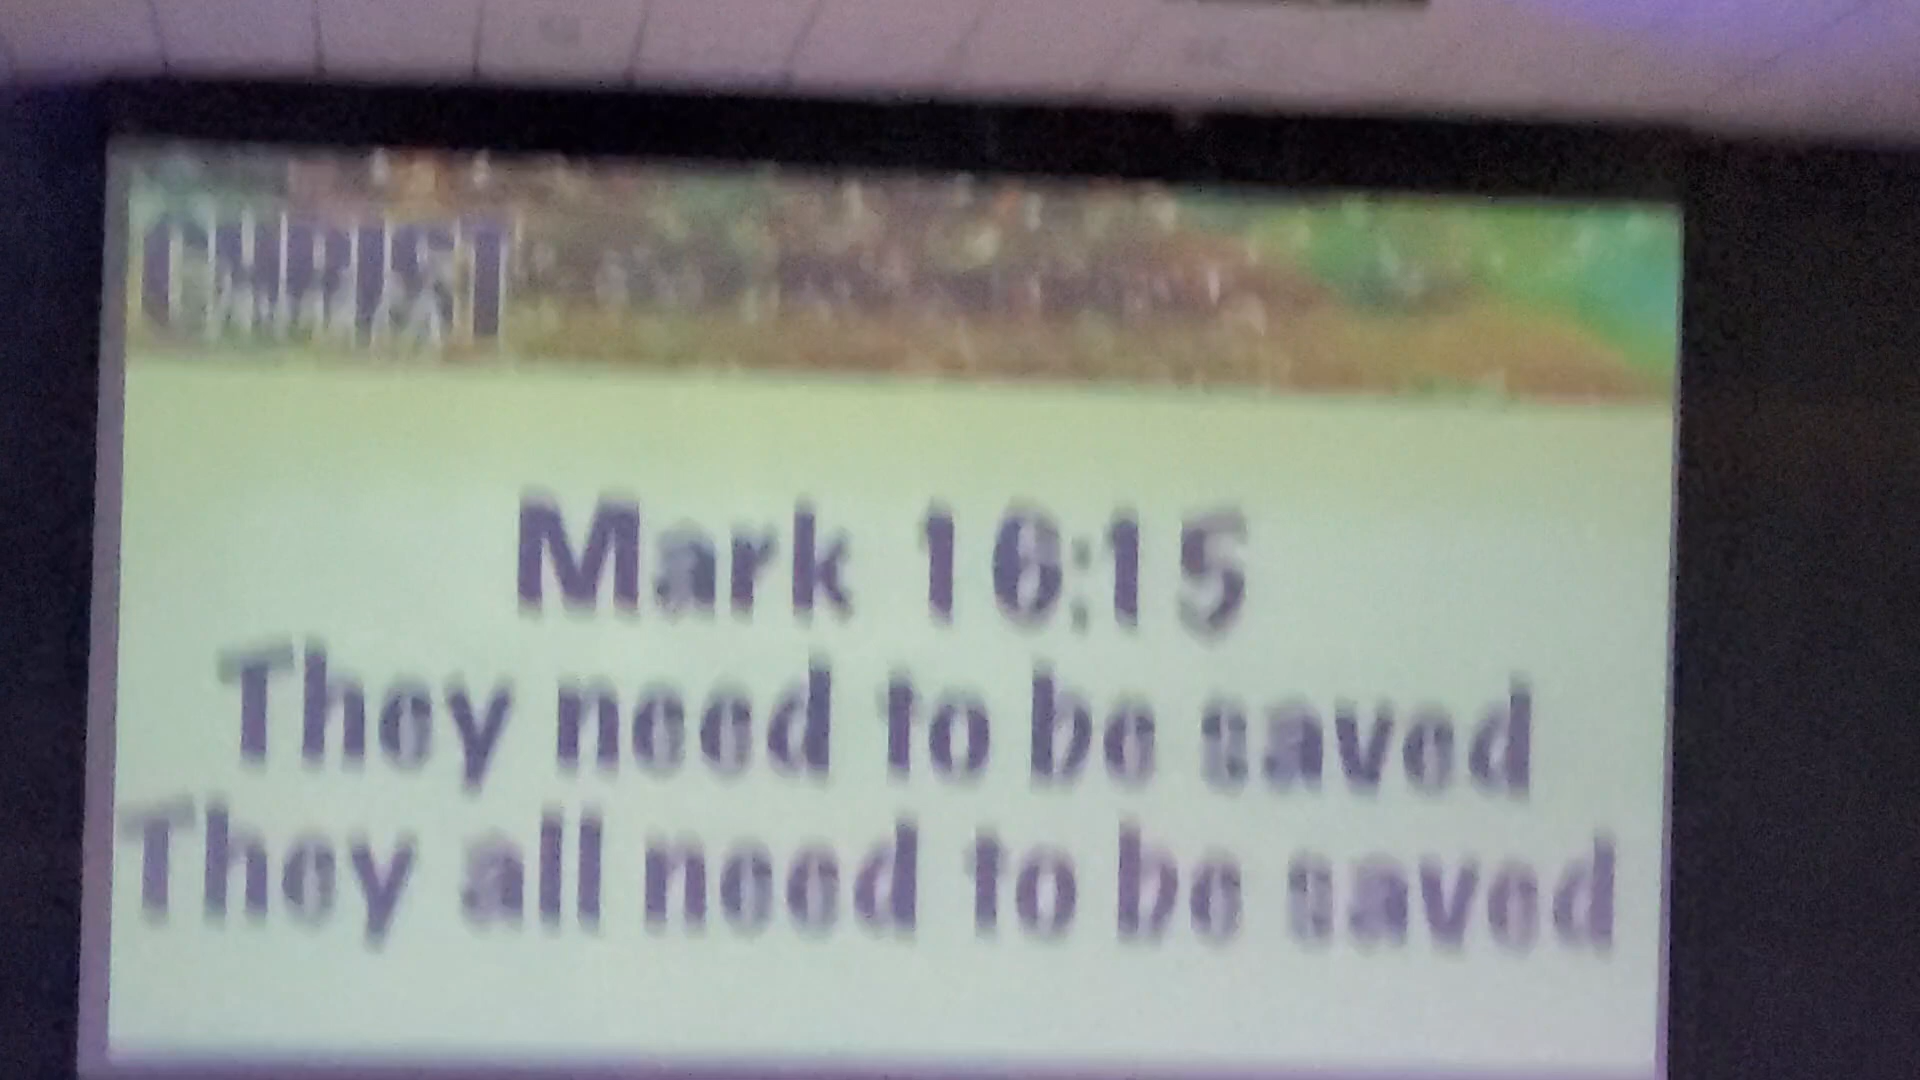 CHRIST
Mark 16:15
They need to be saved
They all need to be saved